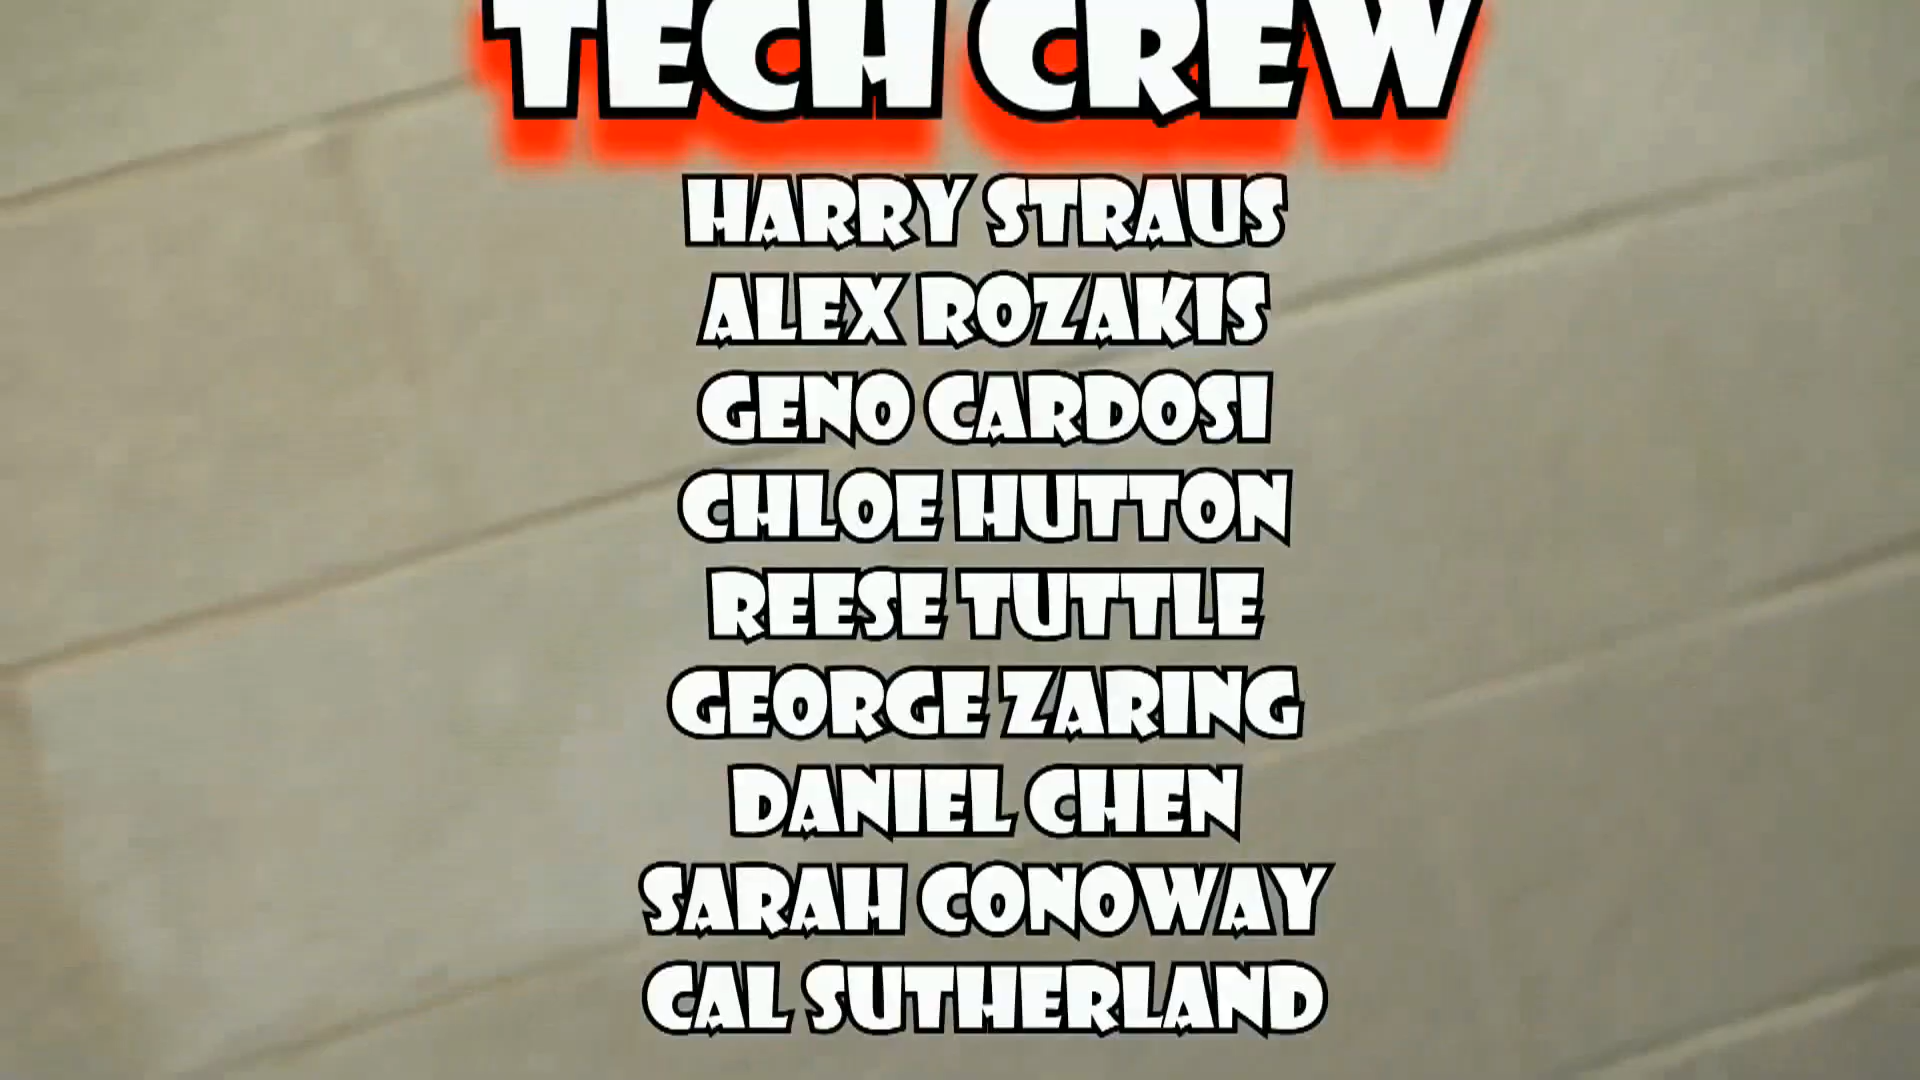 TECH CREW
HARRY STRAUS
ALEX ROZAKIS
GENO CARDOSI
CHLOE HUTTON
REESE TUTTLE
GEORGE ZARING
DANIEL CHEN
SARAH CONOWAY
CAL SUTHERLAND